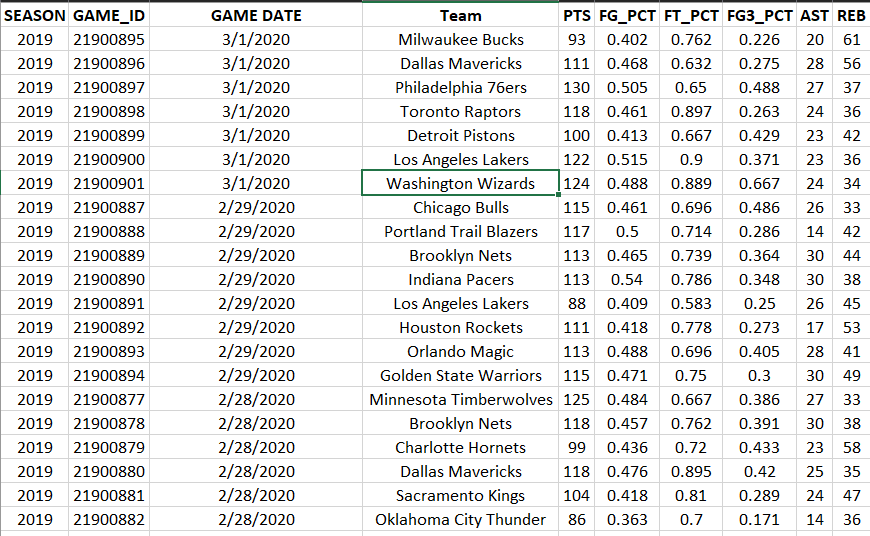 SEASON GAME_ID GAME DATE Team PTS FG_PCT FT_PCT FG3_PCT AST REB
2019 21900895 3/1/2020 Milwaukee Bucks 93 0.402 0.762 0.226 20 61
2019 21900896 3/1/2020 Dallas Mavericks 111 0.468 0.632 0.275 28 56
2019 21900897 3/1/2020 Philadelphia 76ers 130 0.505 0.65 0.488 27 37
2019 21900898 3/1/2020 Toronto Raptors 118 0.461 0.897 0.263 24 36
2019 21900899 3/1/2020 Detroit Pistons 100 0.413 0.667 0.429 23 42
2019 21900900 3/1/2020 Los Angeles Lakers 122 0.515 0.9 0.371 23 36
2019 21900901 3/1/2020 Washington Wizards 124 0.488 0.889 0.667 24 34
2019 21900887 2/29/2020 Chicago Bulls 115 0.461 0.696 0.486 26 33
2019 21900888 2/29/2020 Portland Trail Blazers 117 0.5 0.714 0.286 14 42
2019 21900889 2/29/2020 Brooklyn Nets 113 0.465 0.739 0.364 30 44
2019 21900890 2/29/2020 Indiana Pacers 113 0.54 0.786 0.348 30 38
2019 21900891 2/29/2020 Los Angeles Lakers 88 0.409 0.583 0.25 26 45
2019 21900892 2/29/2020 Houston Rockets 111 0.418 0.778 0.273 17 53
2019 21900893 2/29/2020 Orlando Magic 113 0.488 0.696 0.405 28 41
2019 21900894 2/29/2020 Golden State Warriors 115 0.471 0.75 0.3 30 49
2019 21900877 2/28/2020 Minnesota Timberwolves 125 0.484 0.667 0.386 27 33
2019 21900878 2/28/2020 Brooklyn Nets 118 0.457 0.762 0.391 30 38
2019 21900879 2/28/2020 Charlotte Hornets 99 0.436 0.72 0.433 23 58
2019 21900880 2/28/2020 Dallas Mavericks 118 0.476 0.895 0.42 25 35
2019 21900881 2/28/2020 Sacramento Kings 104 0.418 0.81 0.289 24 47
2019 21900882 2/28/2020 Oklahoma City Thunder 86 0.363 0.7 0.171 14 36